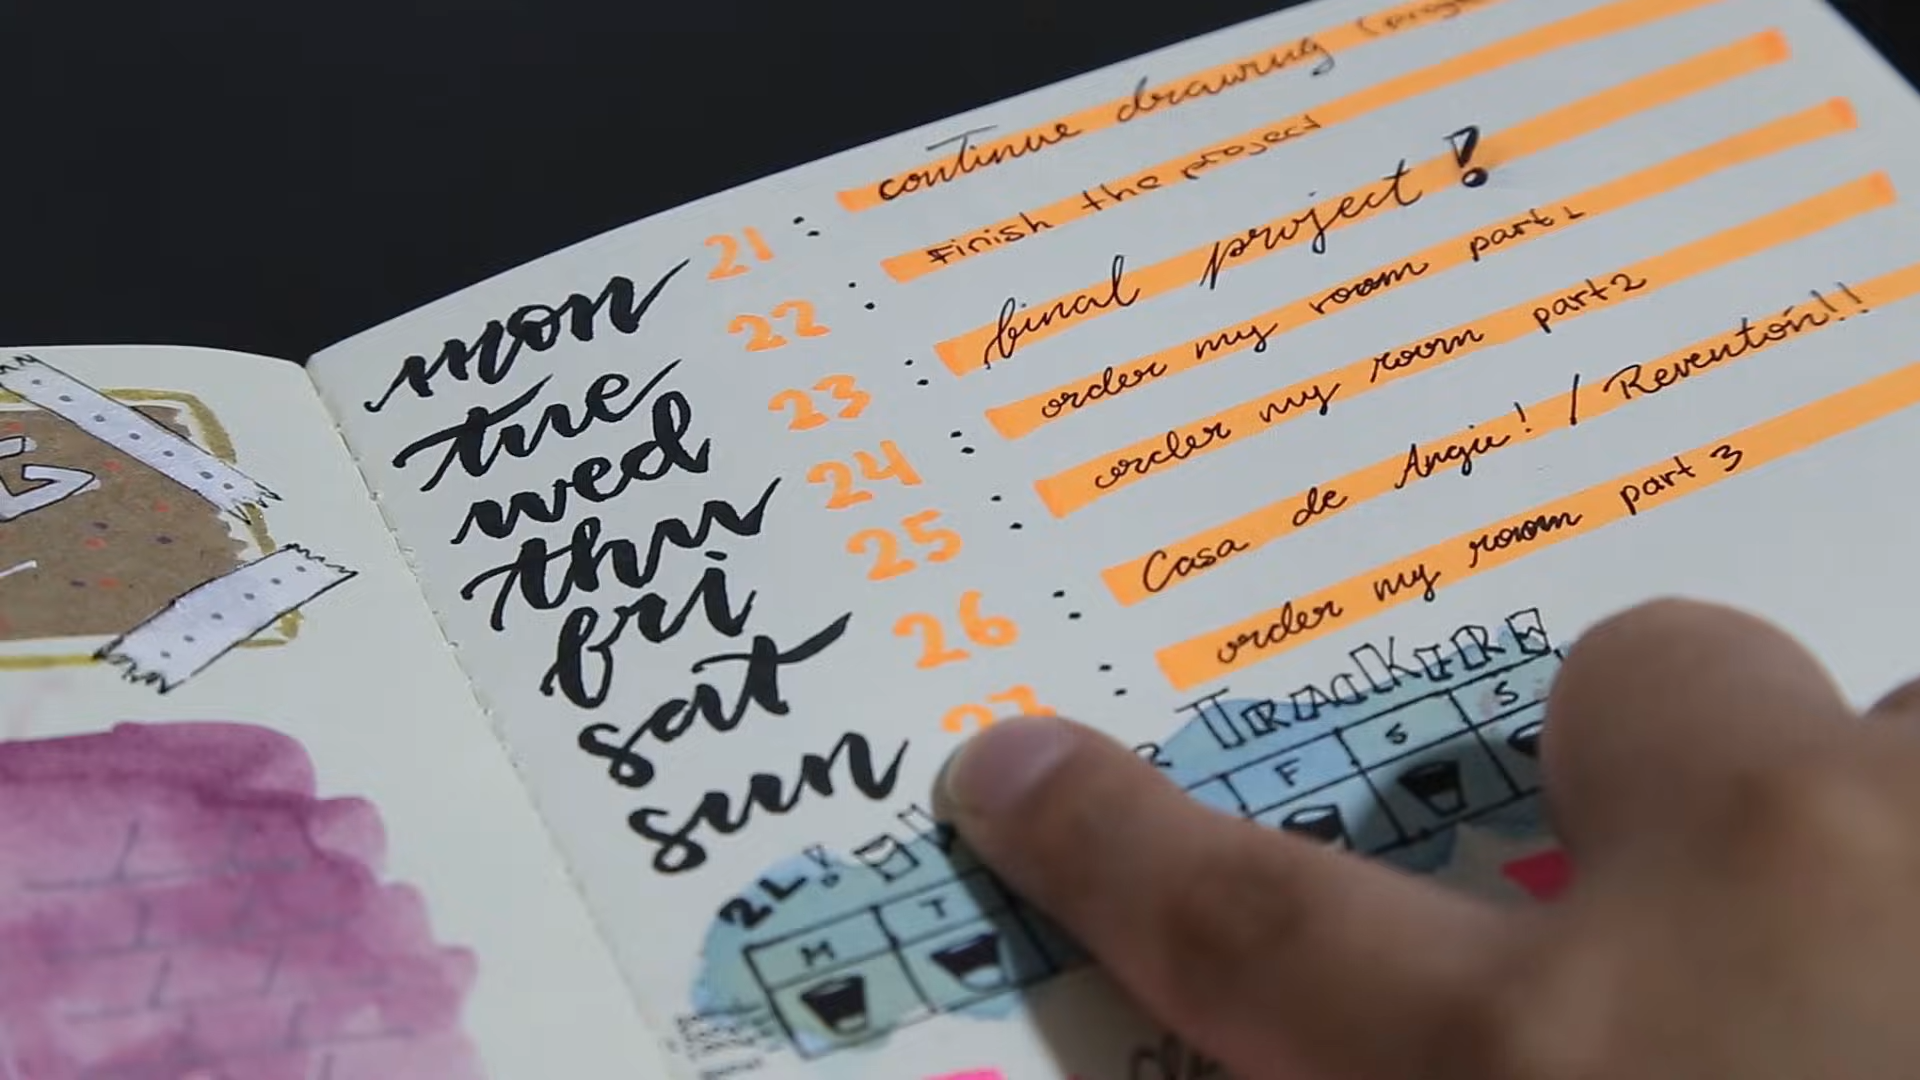 mon 21 : continue drawing
tue 22 : Finish the project
wed 23 : final project!
thu 24 : order my room part 1
fri 25 : order my room part 2
sat 26 : Casa de Angie! / Reventón!!
sun 27 : order my room part 3
2L! TRACKER
M T F S S